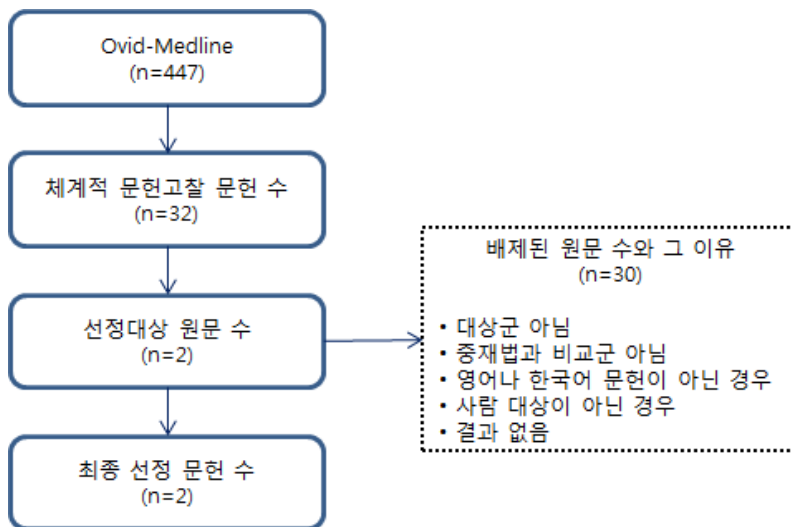 Ovid-Medline
(n=447)
체계적 문헌고찰 문헌 수
(n=32)
배제된 원문 수와 그 이유
(n=30)
• 대상군 아님
• 중재법과 비교군 아님
• 영어나 한국어 문헌이 아닌 경우
• 사람 대상이 아닌 경우
• 결과 없음
선정대상 원문 수
(n=2)
최종 선정 문헌 수
(n=2)